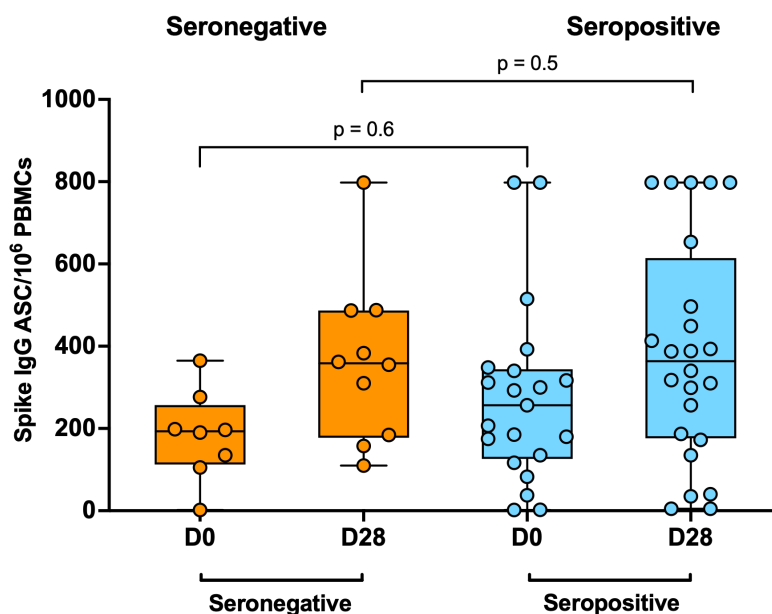 Seronegative Seropositive
p = 0.5
p = 0.6
Spike IgG ASC/10⁶ PBMCs
1000
800
600
400
200
0
D0 D28 D0 D28
Seronegative Seropositive